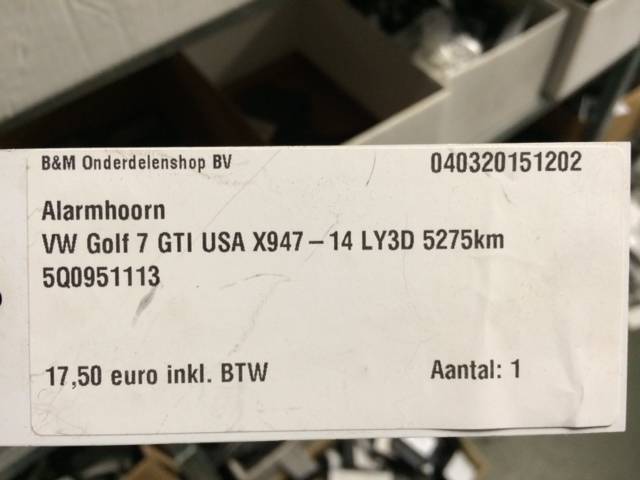 B&M Onderdelenshop BV 040320151202
Alarmhoorn
VW Golf 7 GTI USA X947-14 LY3D 5275km
5Q0951113
17,50 euro inkl. BTW Aantal: 1